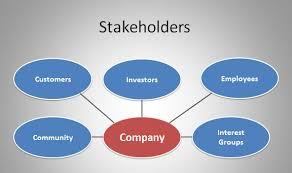 Stakeholders
Customers
Investors
Employees
Community
Company
Interest
Groups